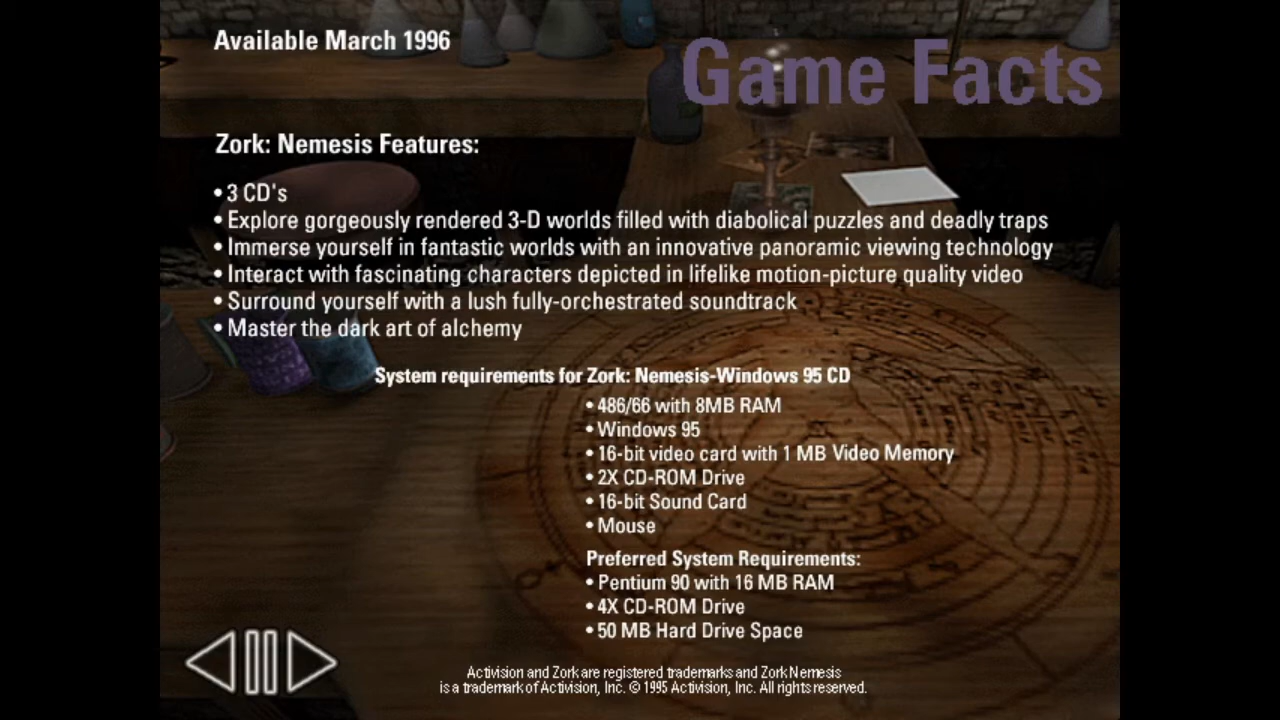 Available March 1996
Game Facts
Zork: Nemesis Features:
• 3 CD's
• Explore gorgeously rendered 3-D worlds filled with diabolical puzzles and deadly traps
• Immerse yourself in fantastic worlds with an innovative panoramic viewing technology
• Interact with fascinating characters depicted in lifelike motion-picture quality video
• Surround yourself with a lush fully-orchestrated soundtrack
• Master the dark art of alchemy
System requirements for Zork: Nemesis-Windows 95 CD
• 486/66 with 8MB RAM
• Windows 95
• 16-bit video card with 1 MB Video Memory
• 2X CD-ROM Drive
• 16-bit Sound Card
• Mouse
Preferred System Requirements:
• Pentium 90 with 16 MB RAM
• 4X CD-ROM Drive
• 50 MB Hard Drive Space
Activision and Zork are registered trademarks and Zork Nemesis
is a trademark of Activision, Inc. © 1995 Activision, Inc. All rights reserved.